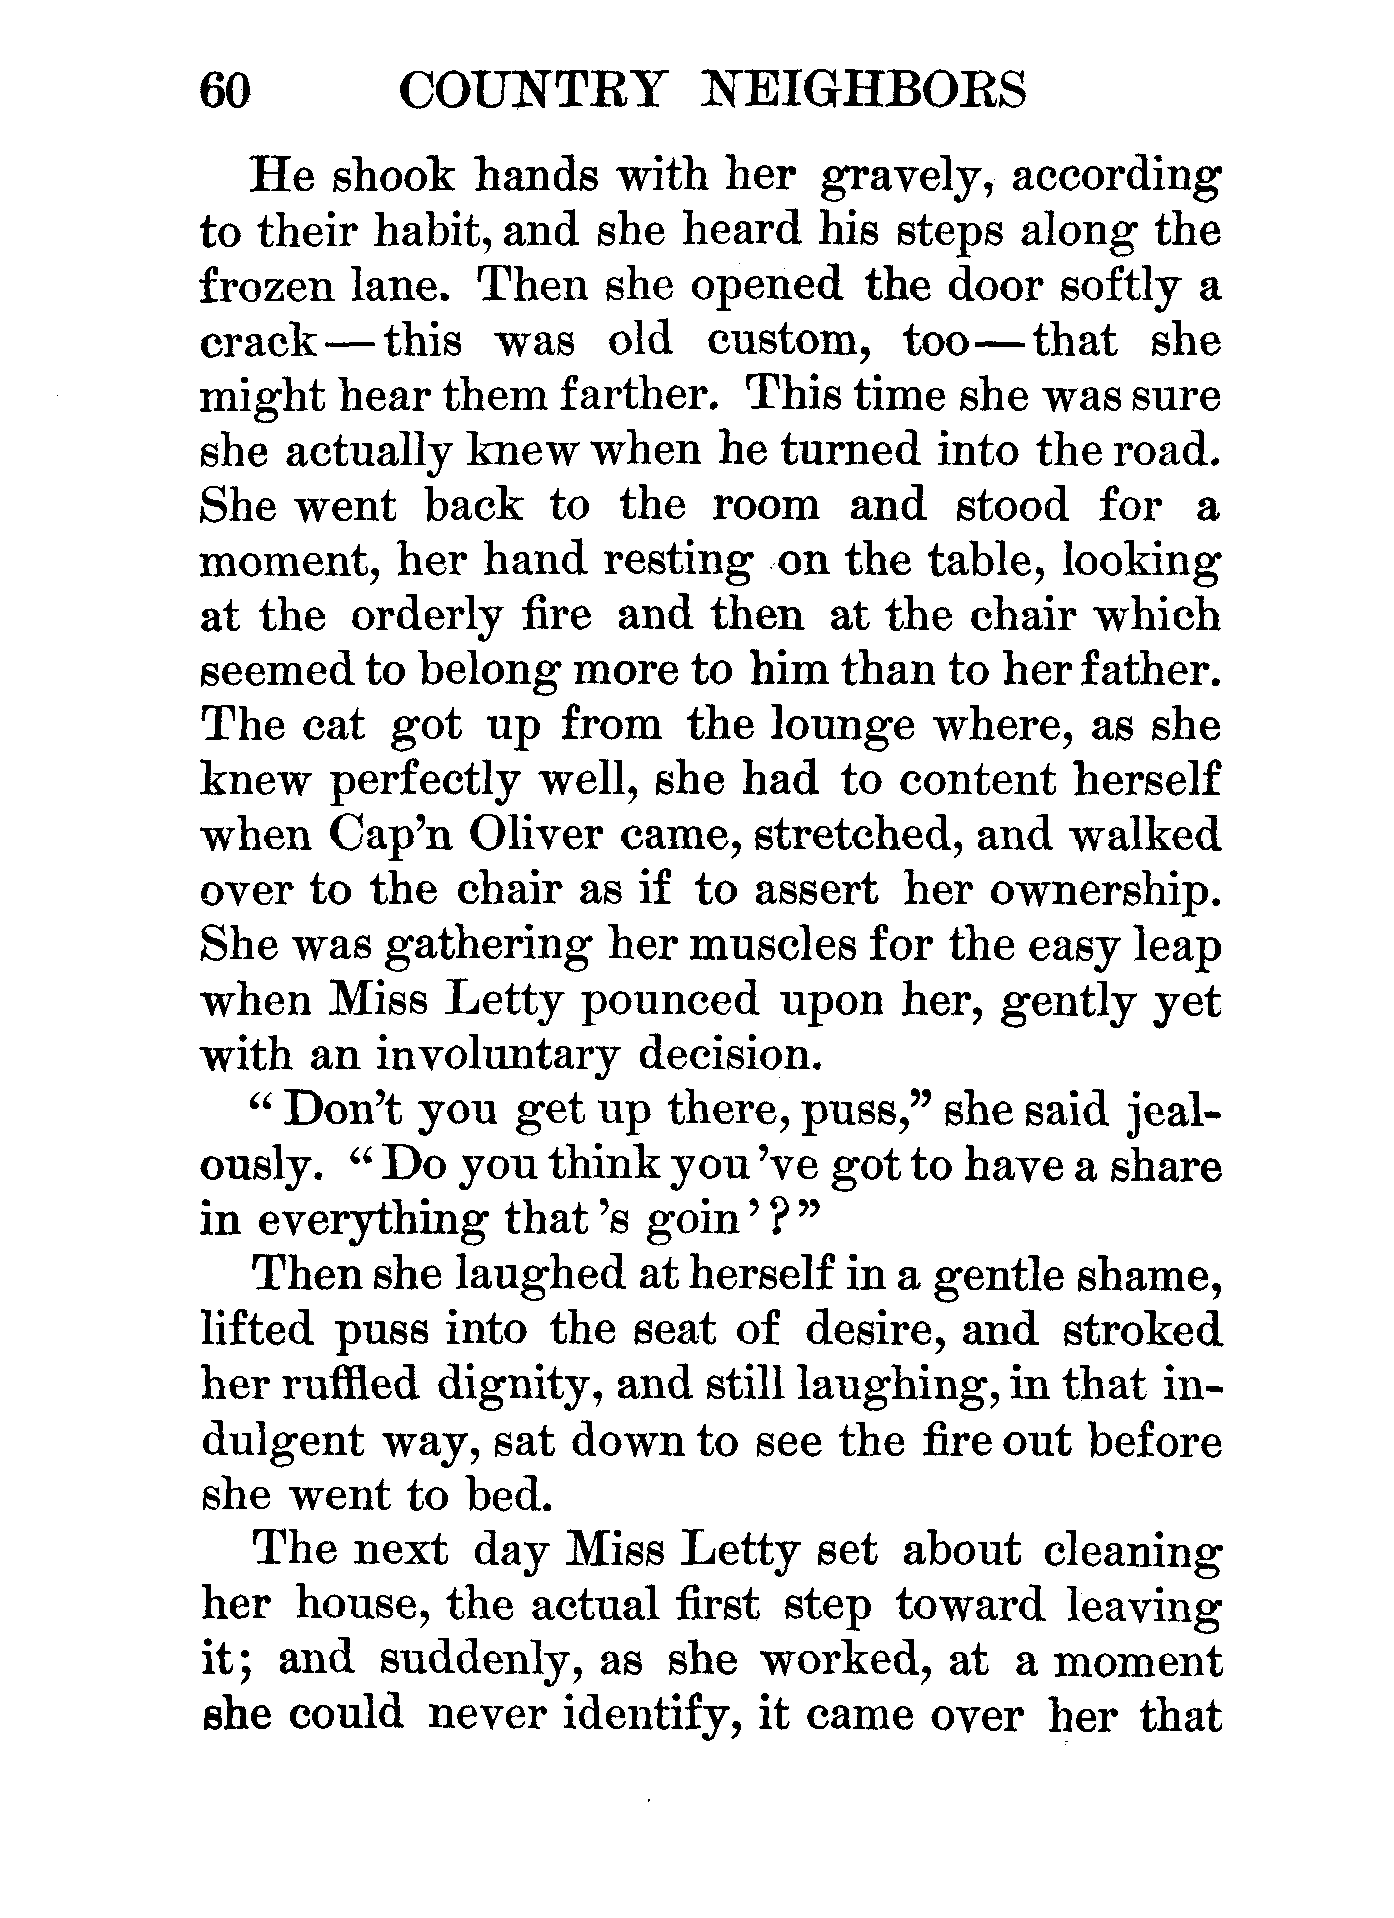 60 COUNTRY NEIGHBORS
He shook hands with her gravely, according
to their habit, and she heard his steps along the
frozen lane. Then she opened the door softly a
crack—this was old custom, too—that she
might hear them farther. This time she was sure
she actually knew when he turned into the road.
She went back to the room and stood for a
moment, her hand resting on the table, looking
at the orderly fire and then at the chair which
seemed to belong more to him than to her father.
The cat got up from the lounge where, as she
knew perfectly well, she had to content herself
when Cap'n Oliver came, stretched, and walked
over to the chair as if to assert her ownership.
She was gathering her muscles for the easy leap
when Miss Letty pounced upon her, gently yet
with an involuntary decision.
“ Don't you get up there, puss,” she said jeal-
ously. “ Do you think you 've got to have a share
in everything that 's goin' ? ”
Then she laughed at herself in a gentle shame,
lifted puss into the seat of desire, and stroked
her ruffled dignity, and still laughing, in that in-
dulgent way, sat down to see the fire out before
she went to bed.
The next day Miss Letty set about cleaning
her house, the actual first step toward leaving
it; and suddenly, as she worked, at a moment
she could never identify, it came over her that